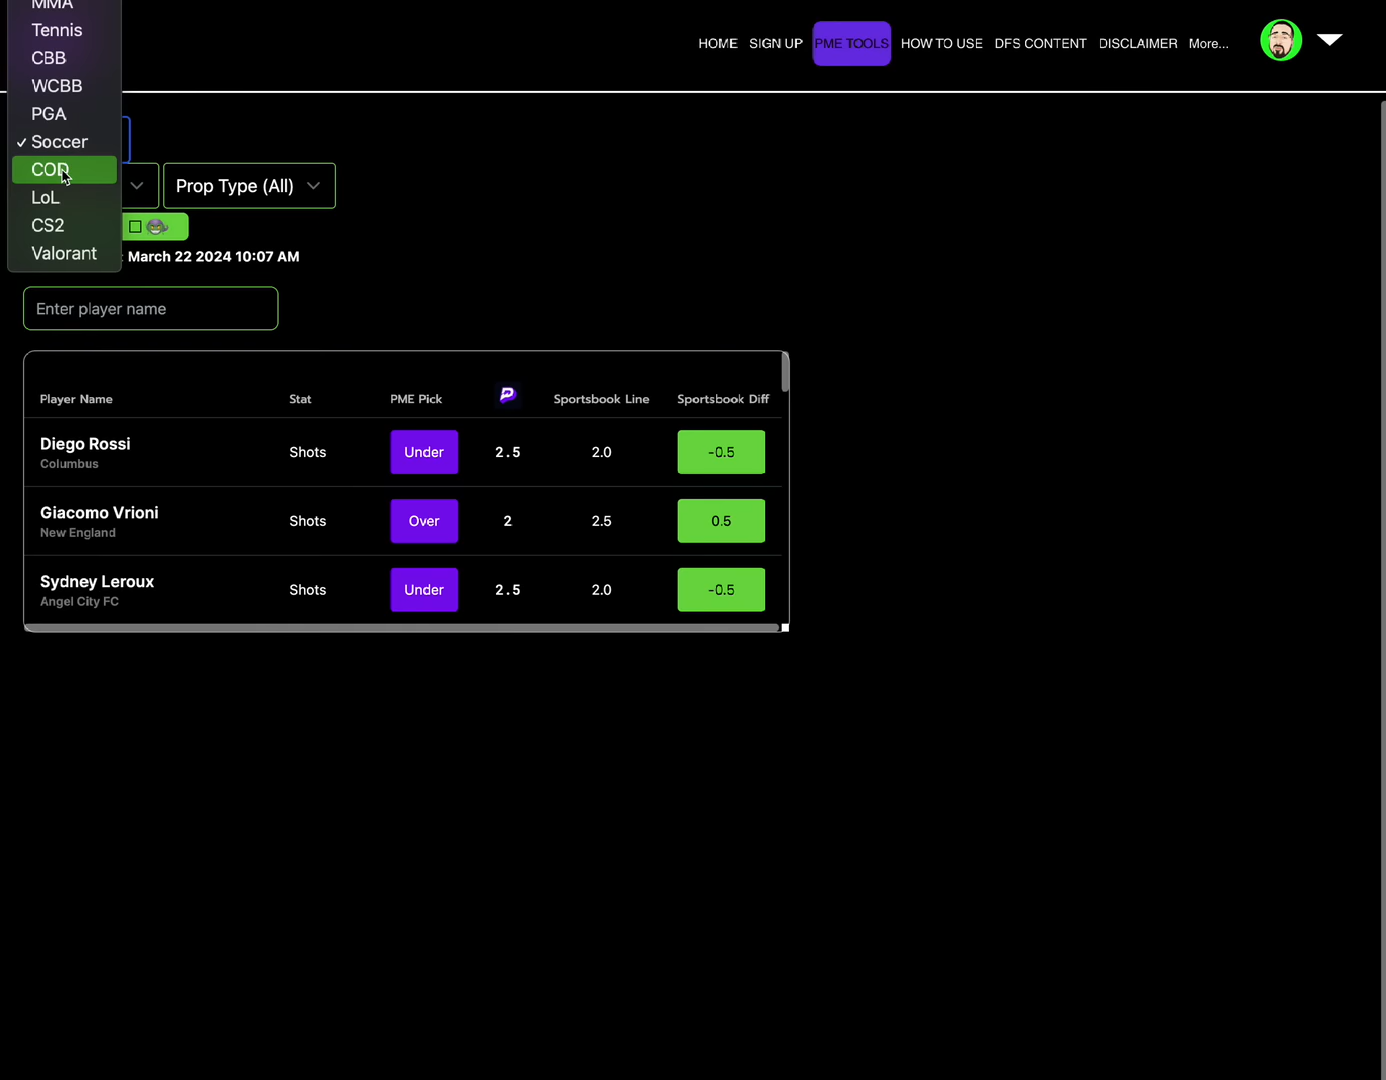 MMA
Tennis
CBB
WCBB
PGA
✓ Soccer
COD
LoL
CS2
Valorant
HOME SIGN UP PME TOOLS HOW TO USE DFS CONTENT DISCLAIMER More...
Prop Type (All)
: March 22 2024 10:07 AM
Enter player name
Player Name Stat PME Pick Sportsbook Line Sportsbook Diff
Diego Rossi Shots Under 2.5 2.0 -0.5
Columbus
Giacomo Vrioni Shots Over 2 2.5 0.5
New England
Sydney Leroux Shots Under 2.5 2.0 -0.5
Angel City FC